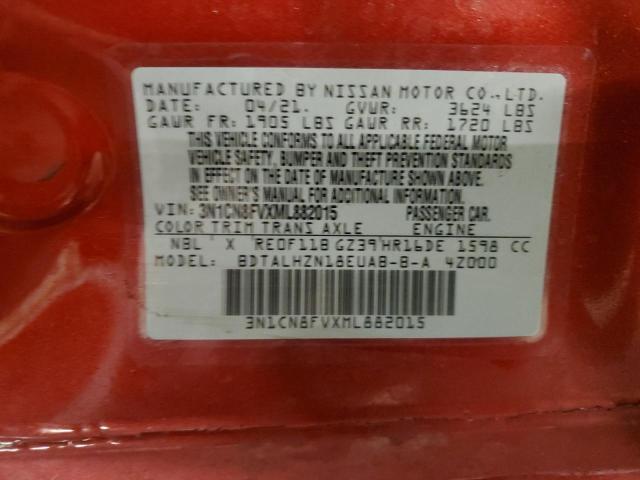 MANUFACTURED BY NISSAN MOTOR CO.,LTD.
DATE: 04/21. GVWR: 3624 LBS
GAWR FR: 1905 LBS GAWR RR: 1720 LBS
THIS VEHICLE CONFORMS TO ALL APPLICABLE FEDERAL MOTOR
VEHICLE SAFETY, BUMPER AND THEFT PREVENTION STANDARDS
IN EFFECT ON THE DATE OF MANUFACTURE SHOWN ABOVE.
SEE OWNER'S MANUAL FOR ADDITIONAL INFORMATION.
VIN: 3N1CN8FVXML882015 PASSENGER CAR.
COLOR TRIM TRANS AXLE ENGINE
NBL X RE0F11B GZ39 HR16DE 1598 CC
MODEL: BDTALHZN18EUAB-B-A 4Z000
3N1CN8FVXML882015